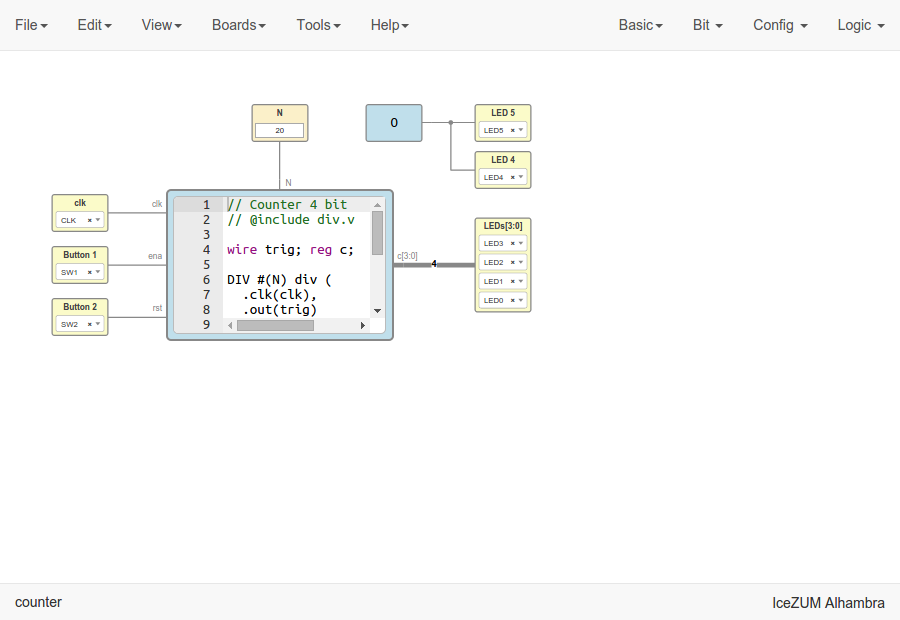 File Edit View Boards Tools Help Basic Bit Config Logic
N
20
0
LED 5
LED5 × 
LED 4
LED4 × 
N
clk
CLK ×
clk
Button 1
SW1 ×
ena
Button 2
SW2 ×
rst
1 // Counter 4 bit
2 // @include div.v
3
4 wire trig; reg c;
5
6 DIV #(N) div (
7 .clk(clk),
8 .out(trig)
9
c[3:0]
4
LEDs[3:0]
LED3 ×
LED2 ×
LED1 ×
LED0 ×
counter
IceZUM Alhambra